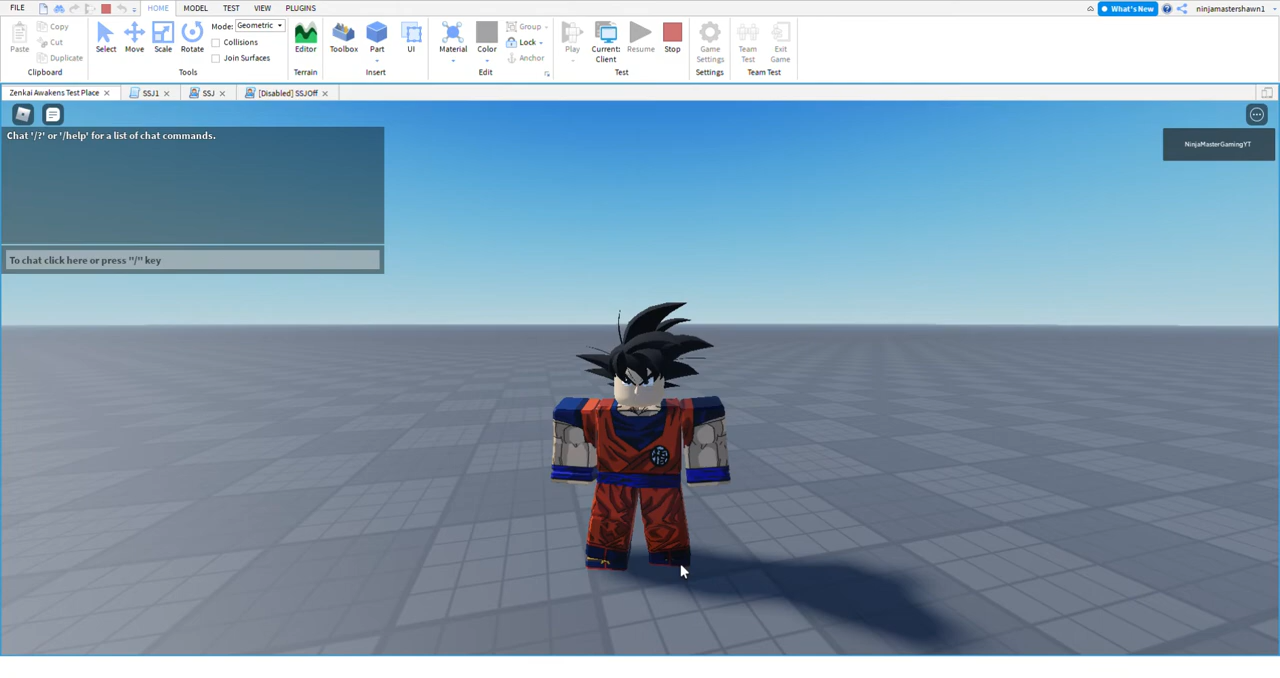 FILE HOME MODEL TEST VIEW PLUGINS What's New ninjamastershawn1
Paste Copy Cut Duplicate Clipboard
Select Move Scale Rotate Mode: Geometric Collisions Join Surfaces Tools
Editor Terrain
Toolbox Part UI Insert
Material Color Group Lock Anchor Edit
Play Current: Client Resume Stop Test
Game Settings Settings
Team Test Exit Game Team Test
Zenkai Awakens Test Place SSJ1 SSJ [Disabled] SSJOff
Chat '/?' or '/help' for a list of chat commands.
NinjaMasterGamingYT
To chat click here or press "/" key